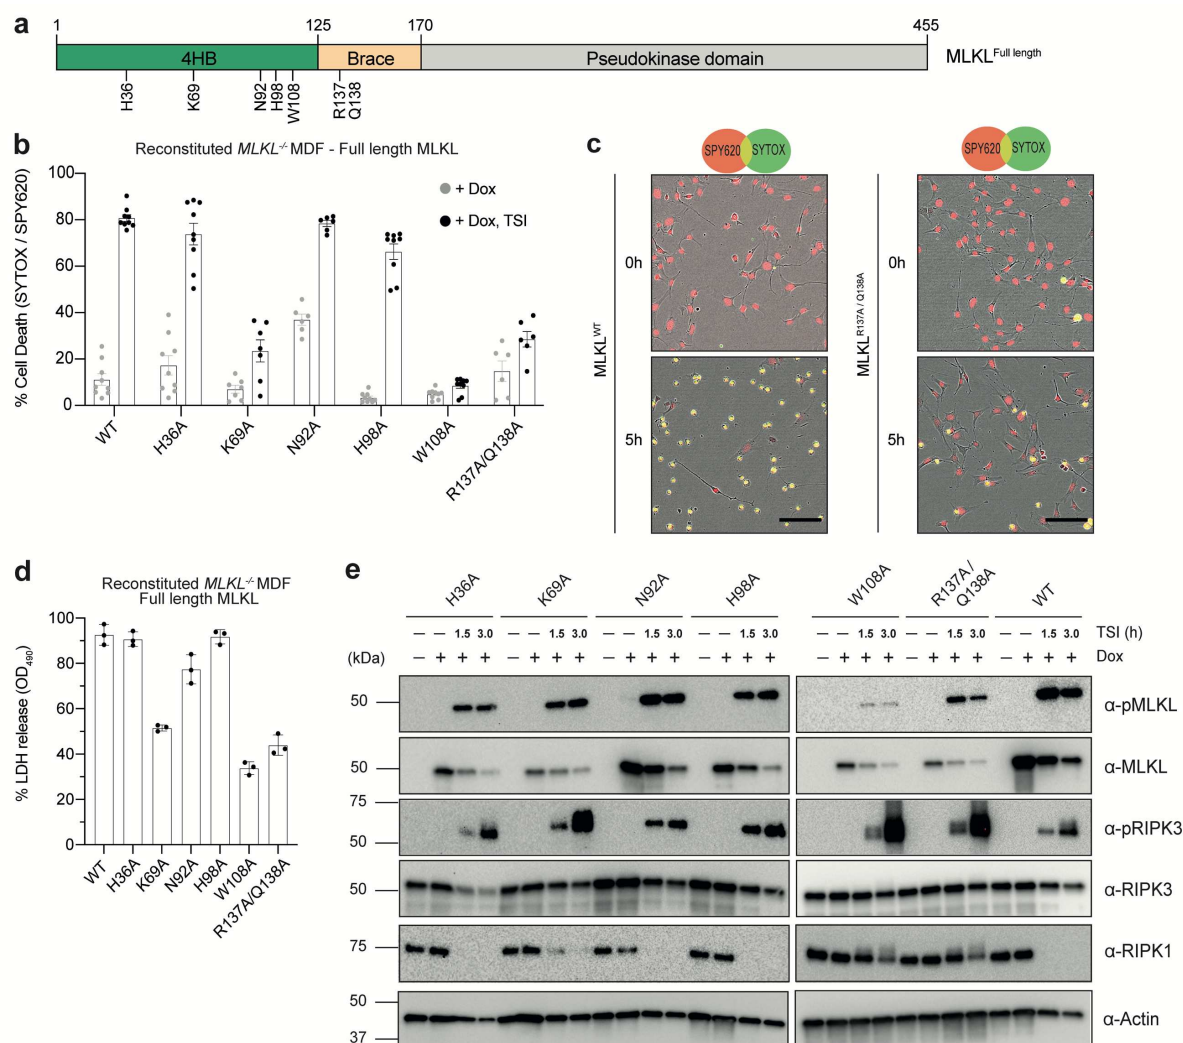 a
1 125 170 455
4HB Brace Pseudokinase domain MLKL^Full length
H36 K69 N92 H98 W108 R137 Q138
b
Reconstituted MLKL-/- MDF - Full length MLKL
% Cell Death (SYTOX / SPY620)
100
80
60
40
20
0
+ Dox
+ Dox, TSI
WT H36A K69A N92A H98A W108A R137A/Q138A
c
SPY620 SYTOX SPY620 SYTOX
MLKL^WT
0h
5h
MLKL^R137A / Q138A
0h
5h
d
Reconstituted MLKL-/- MDF
Full length MLKL
% LDH release (OD490)
100
80
60
40
20
0
WT H36A K69A N92A H98A W108A R137A/Q138A
e
H36A K69A N92A H98A W108A R137A / Q138A WT
— — 1.5 3.0 — — 1.5 3.0 — — 1.5 3.0 — — 1.5 3.0 — — 1.5 3.0 — — 1.5 3.0 — — 1.5 3.0 TSI (h)
(kDa) — + + + — + + + — + + + — + + + — + + + — + + + — + + + Dox
50 α-pMLKL
50 α-MLKL
75
50 α-pRIPK3
50 α-RIPK3
75 α-RIPK1
50
37 α-Actin